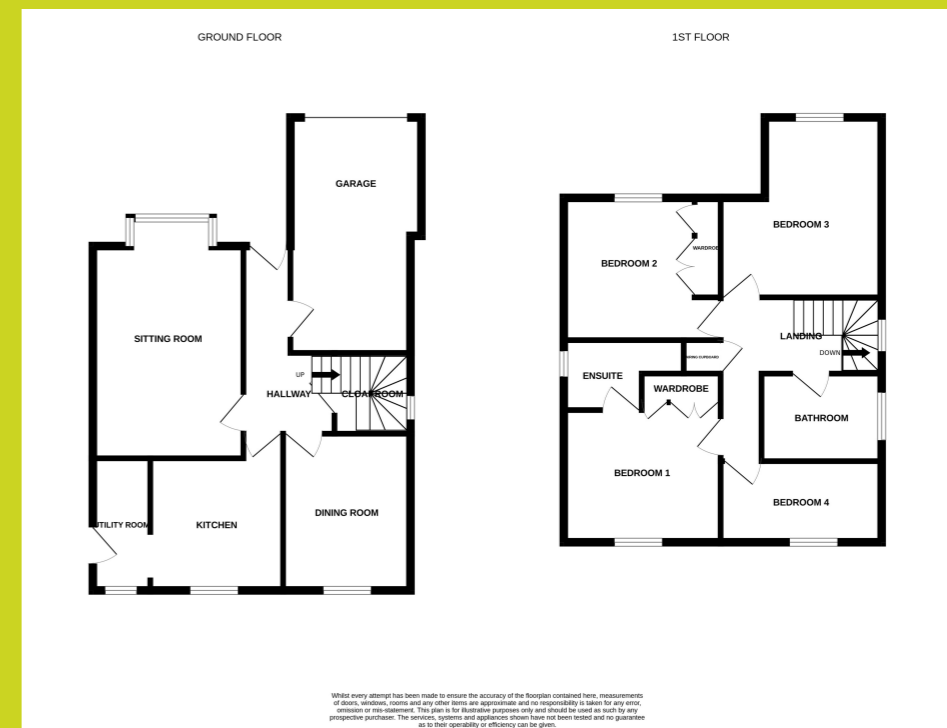 GROUND FLOOR
1ST FLOOR
GARAGE
SITTING ROOM
UP
HALLWAY
CLOAKROOM
UTILITY ROOM
KITCHEN
DINING ROOM
BEDROOM 3
WARDROBE
BEDROOM 2
LANDING
DOWN
CUPBOARD
ENSUITE
WARDROBE
BATHROOM
BEDROOM 1
BEDROOM 4
Whilst every attempt has been made to ensure the accuracy of the floorplan contained here, measurements
of doors, windows, rooms and any other items are approximate and no responsibility is taken for any error,
omission or mis-statement. This plan is for illustrative purposes only and should be used as such by any
prospective purchaser. The services, systems and appliances shown have not been tested and no guarantee
as to their operability or efficiency can be given.